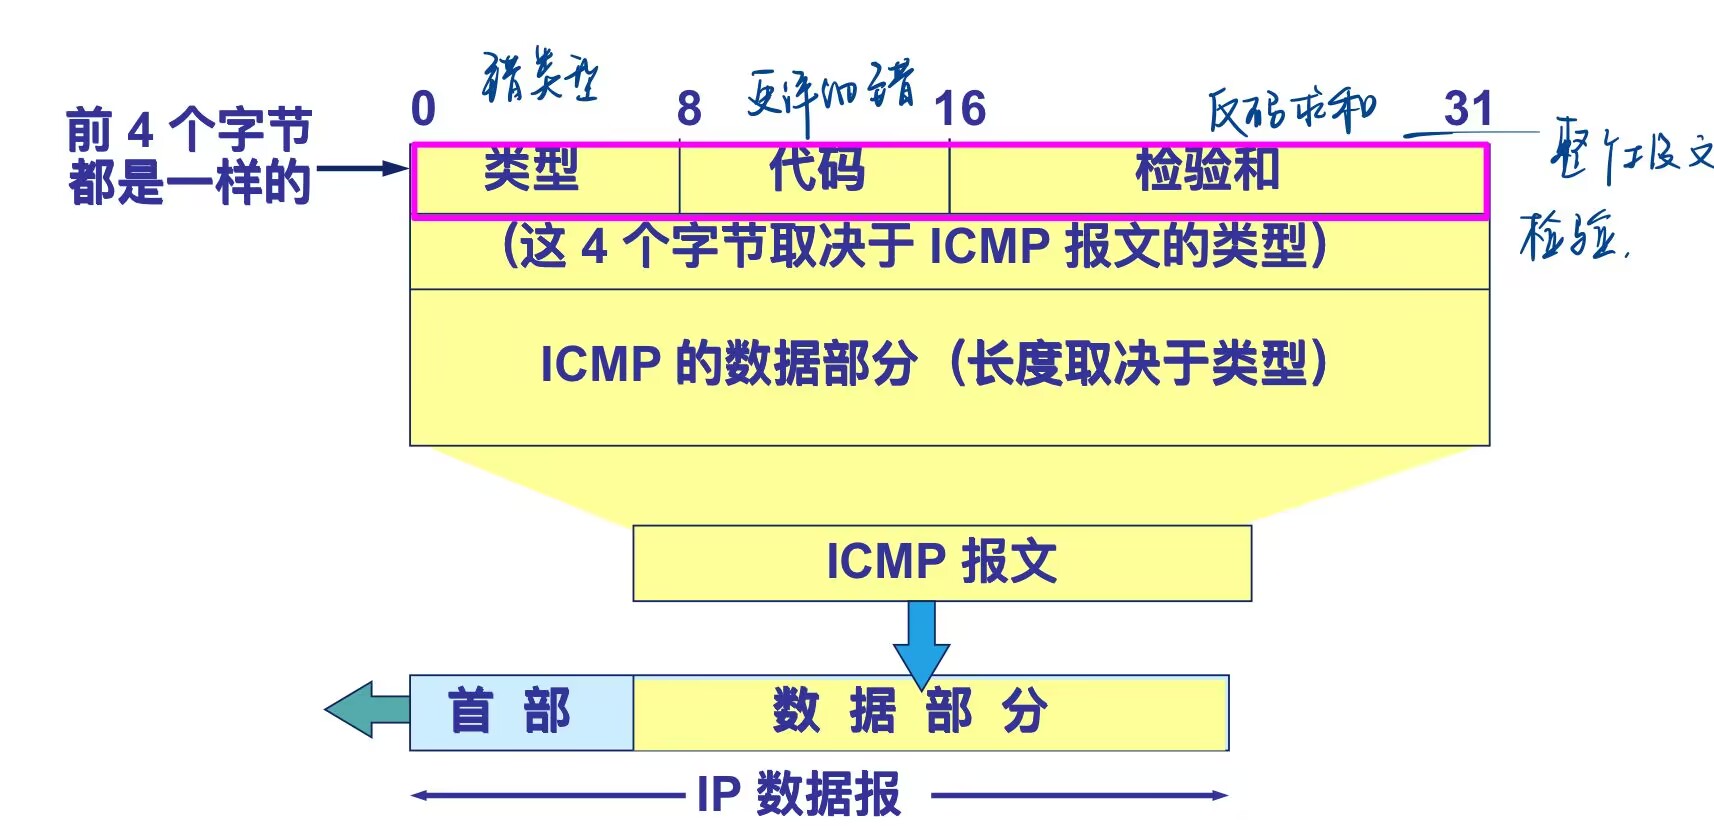 错类型 更详细错 反码求和
0 8 16 31
前 4 个字节
都是一样的
整个报文
检验.
类型 代码 检验和
（这 4 个字节取决于 ICMP 报文的类型）
ICMP 的数据部分（长度取决于类型）
ICMP 报文
首 部 数 据 部 分
IP 数据报